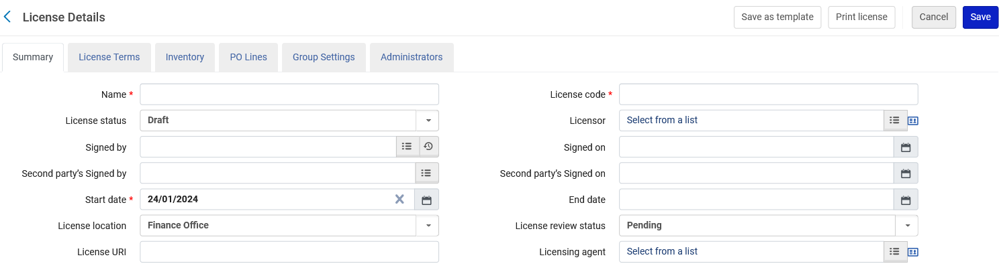 License Details
Save as template Print license Cancel Save
Summary License Terms Inventory PO Lines Group Settings Administrators
Name * License code *
License status Draft Licensor Select from a list
Signed by Signed on
Second party's Signed by Second party's Signed on
Start date * 24/01/2024 End date
License location Finance Office License review status Pending
License URI Licensing agent Select from a list